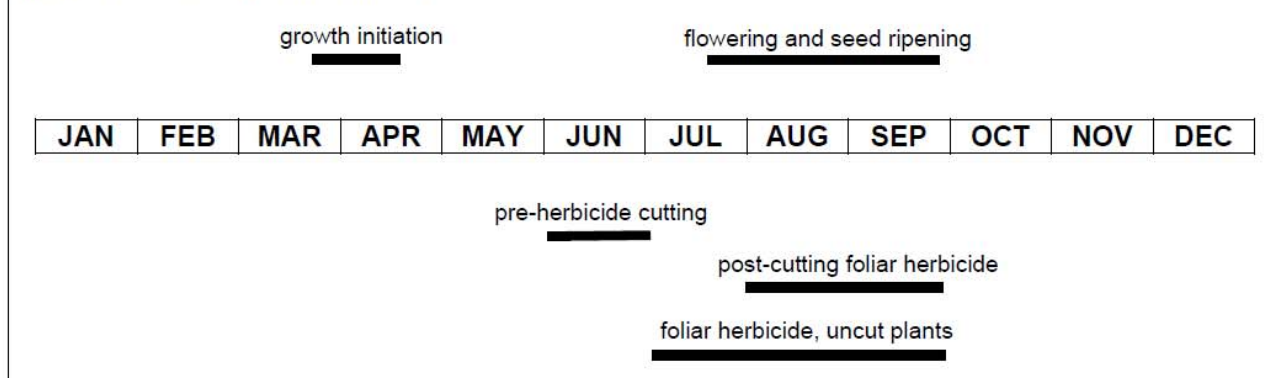 growth initiation flowering and seed ripening
JAN FEB MAR APR MAY JUN JUL AUG SEP OCT NOV DEC
pre-herbicide cutting
post-cutting foliar herbicide
foliar herbicide, uncut plants